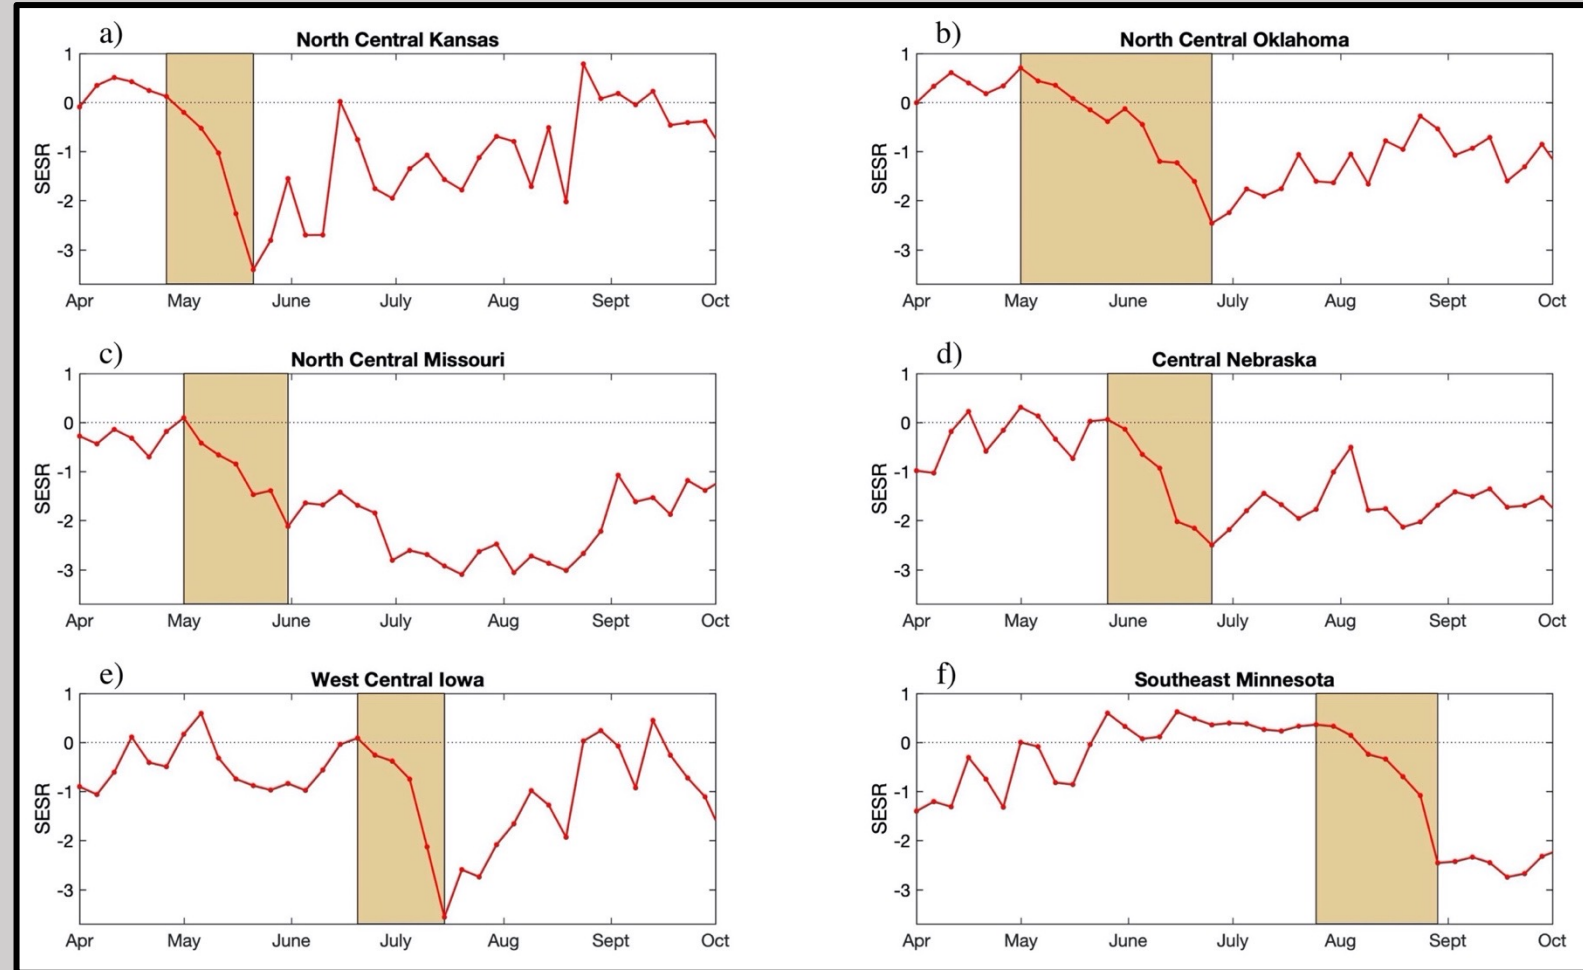 a)
North Central Kansas
SESR
1
0
-1
-2
-3
Apr May June July Aug Sept Oct
b)
North Central Oklahoma
SESR
1
0
-1
-2
-3
Apr May June July Aug Sept Oct
c)
North Central Missouri
SESR
1
0
-1
-2
-3
Apr May June July Aug Sept Oct
d)
Central Nebraska
SESR
1
0
-1
-2
-3
Apr May June July Aug Sept Oct
e)
West Central Iowa
SESR
1
0
-1
-2
-3
Apr May June July Aug Sept Oct
f)
Southeast Minnesota
SESR
1
0
-1
-2
-3
Apr May June July Aug Sept Oct